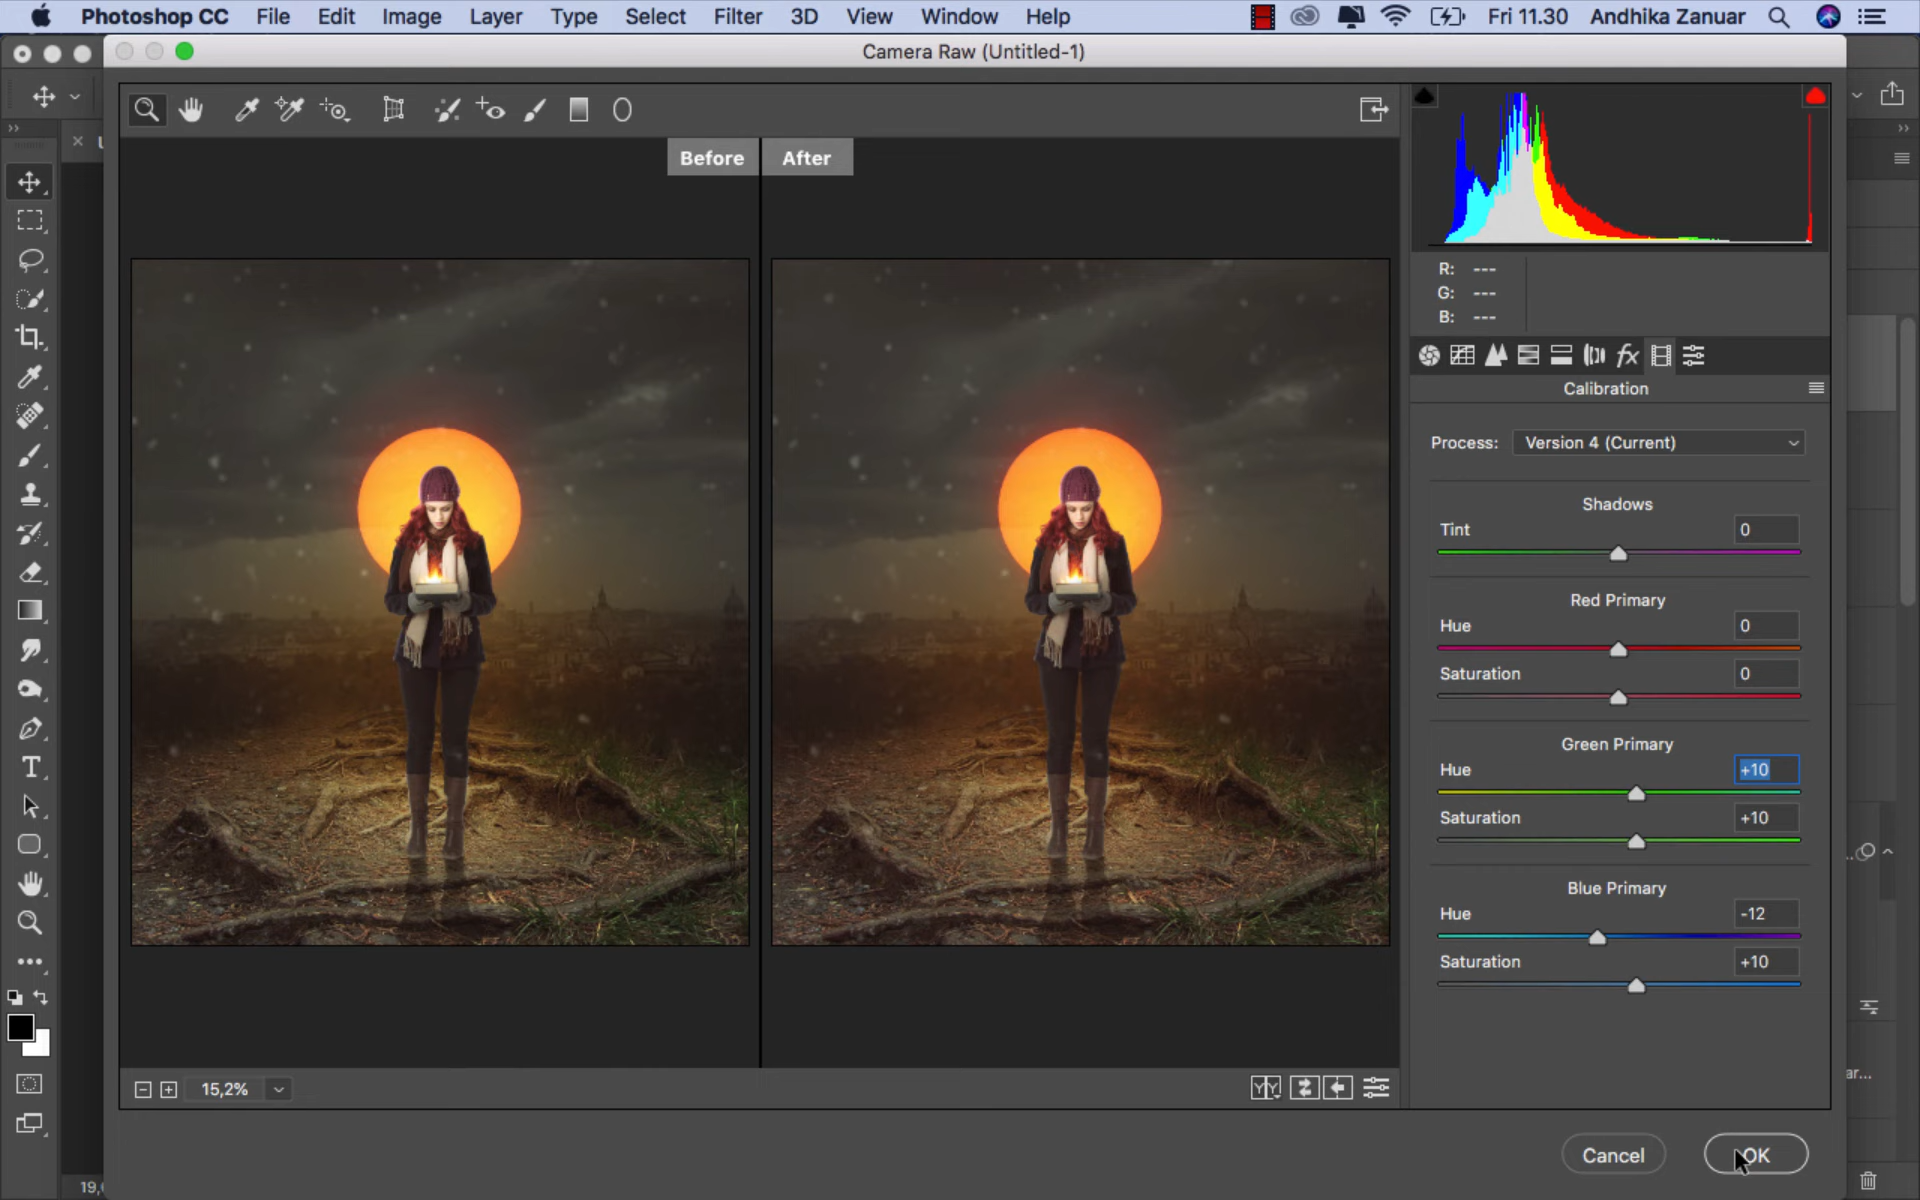 Photoshop CC File Edit Image Layer Type Select Filter 3D View Window Help Fri 11.30 Andhika Zanuar
Camera Raw (Untitled-1)
Before After
R: ---
G: ---
B: ---
fx
Calibration
Process: Version 4 (Current)
Shadows
Tint 0
Red Primary
Hue 0
Saturation 0
Green Primary
Hue +10
Saturation +10
Blue Primary
Hue -12
Saturation +10
15,2%
Cancel OK